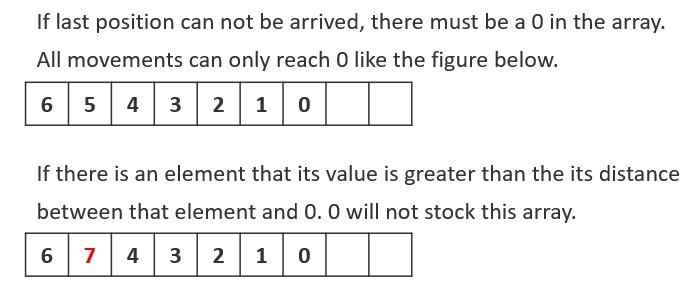 If last position can not be arrived, there must be a 0 in the array.
All movements can only reach 0 like the figure below.
6 5 4 3 2 1 0
If there is an element that its value is greater than the its distance
between that element and 0. 0 will not stock this array.
6 7 4 3 2 1 0